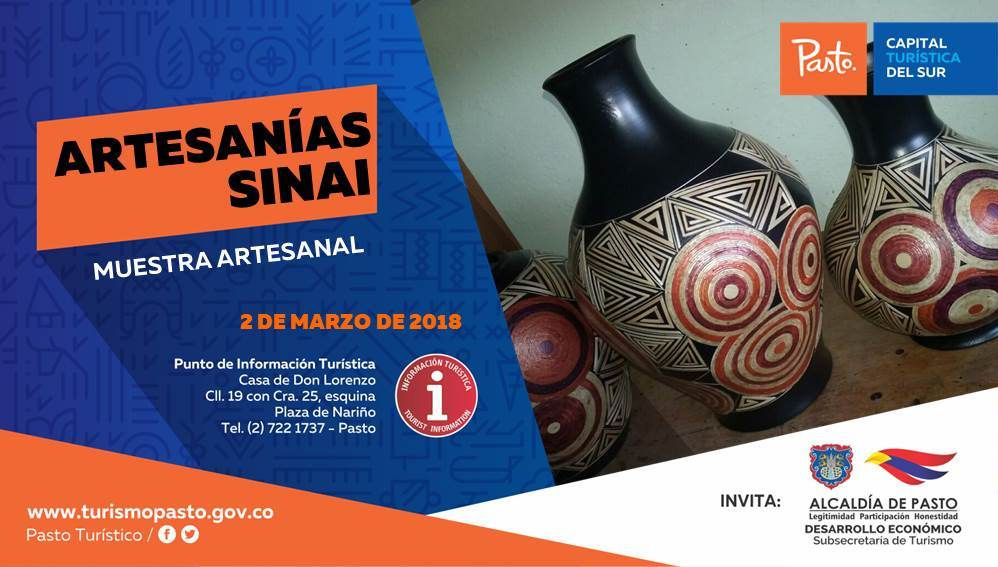 Pasto.
CAPITAL
TURÍSTICA
DEL SUR
ARTESANÍAS
SINAI
MUESTRA ARTESANAL
2 DE MARZO DE 2018
Punto de Información Turística
Casa de Don Lorenzo
Cll. 19 con Cra. 25, esquina
Plaza de Nariño
Tel. (2) 722 1737 - Pasto
INFORMACIÓN TURISTICA
i
TOURIST INFORMATION
www.turismopasto.gov.co
Pasto Turístico /
INVITA:
ALCALDÍA DE PASTO
Legitimidad Participación Honestidad
DESARROLLO ECONÓMICO
Subsecretaría de Turismo